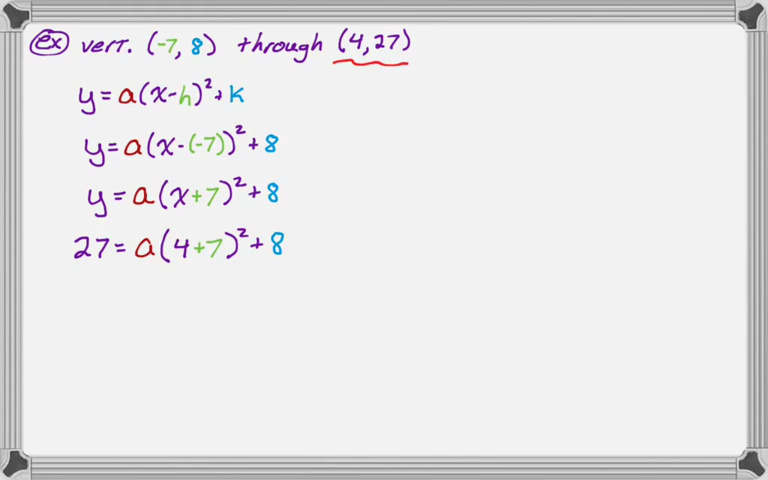 ex vert. (-7, 8) through (4,27)
y = a(x-h)²+k
y = a(x-(-7))²+8
y = a(x+7)²+8
27 = a(4+7)²+8